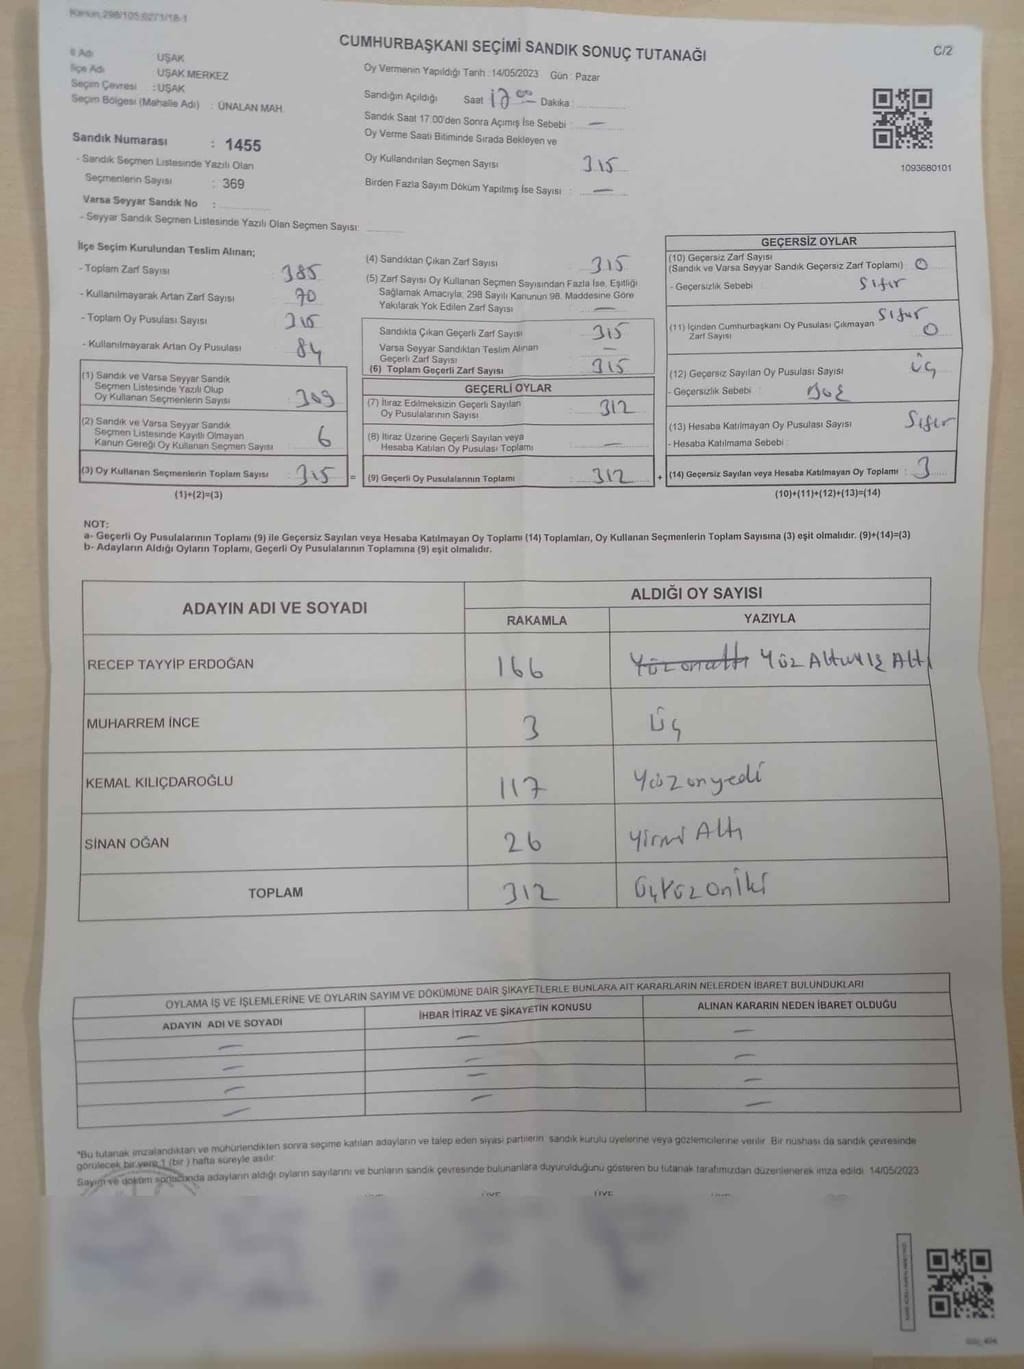 Kanun 298/105 627/1/18-1
CUMHURBAŞKANI SEÇİMİ SANDIK SONUÇ TUTANAĞI
C/2
İl Adı : UŞAK
İlçe Adı : UŞAK MERKEZ
Seçim Çevresi : UŞAK
Seçim Bölgesi (Mahalle Adı) : ÜNALAN MAH.
Sandık Numarası : 1455
- Sandık Seçmen Listesinde Yazılı Olan
Seçmenlerin Sayısı : 369
Varsa Seyyar Sandık No :
- Seyyar Sandık Seçmen Listesinde Yazılı Olan Seçmen Sayısı:
Oy Vermenin Yapıldığı Tarih : 14/05/2023 Gün : Pazar
Sandığın Açıldığı Saat 17 00 Dakika :
Sandık Saat 17:00'den Sonra Açımış İse Sebebi : —
Oy Verme Saati Bitiminde Sırada Bekleyen ve
Oy Kullandırılan Seçmen Sayısı 315
Birden Fazla Sayım Döküm Yapılmış İse Sayısı : —
1093680101
İlçe Seçim Kurulundan Teslim Alınan;
- Toplam Zarf Sayısı 385
- Kullanılmayarak Artan Zarf Sayısı 70
- Toplam Oy Pusulası Sayısı
- Kullanılmayarak Artan Oy Pusulası 84
(1) Sandık ve Varsa Seyyar Sandık
Seçmen Listesinde Yazılı Olup
Oy Kullanan Seçmenlerin Sayısı 309
(2) Sandık ve Varsa Seyyar Sandık
Seçmen Listesinde Kayıtlı Olmayan
Kanun Gereği Oy Kullanan Seçmen Sayısı 6
(3) Oy Kullanan Seçmenlerin Toplam Sayısı 315 =
(1)+(2)=(3)
(4) Sandıktan Çıkan Zarf Sayısı 315
(5) Zarf Sayısı Oy Kullanan Seçmen Sayısından Fazla İse, Eşitliği
Sağlamak Amacıyla, 298 Sayılı Kanunun 98. Maddesine Göre
Yakılarak Yok Edilen Zarf Sayısı —
Sandıkta Çıkan Geçerli Zarf Sayısı 315
Varsa Seyyar Sandıktan Teslim Alınan
Geçerli Zarf Sayısı —
(6) Toplam Geçerli Zarf Sayısı 315
GEÇERLİ OYLAR
(7) İtiraz Edilmeksizin Geçerli Sayılan
Oy Pusulalarının Sayısı 312
(8) İtiraz Üzerine Geçerli Sayılan veya
Hesaba Katılan Oy Pusulası Toplamı —
(9) Geçerli Oy Pusulalarının Toplamı 312 +
GEÇERSİZ OYLAR
(10) Geçersiz Zarf Sayısı
(Sandık ve Varsa Seyyar Sandık Geçersiz Zarf Toplamı) : 0
- Geçersizlik Sebebi : Sıfır
(11) İçinden Cumhurbaşkanı Oy Pusulası Çıkmayan Sıfır
Zarf Sayısı 0
(12) Geçersiz Sayılan Oy Pusulası Sayısı üç
- Geçersizlik Sebebi :
(13) Hesaba Katılmayan Oy Pusulası Sayısı Sıfır
- Hesaba Katılmama Sebebi :
(14) Geçersiz Sayılan veya Hesaba Katılmayan Oy Toplamı : 3
(10)+(11)+(12)+(13)=(14)
NOT:
a- Geçerli Oy Pusulalarının Toplamı (9) ile Geçersiz Sayılan veya Hesaba Katılmayan Oy Toplamı (14) Toplamları, Oy Kullanan Seçmenlerin Toplam Sayısına (3) eşit olmalıdır. (9)+(14)=(3)
b- Adayların Aldığı Oyların Toplamı, Geçerli Oy Pusulalarının Toplamına (9) eşit olmalıdır.
ADAYIN ADI VE SOYADI
ALDIĞI OY SAYISI
RAKAMLA YAZIYLA
RECEP TAYYİP ERDOĞAN 166 Yüzonaltı Yüz Altmış Altı
MUHARREM İNCE 3 Üç
KEMAL KILIÇDAROĞLU 117 Yüzonyedi
SİNAN OĞAN 26 Yirmi Altı
TOPLAM 312 Üçyüzoniki
OYLAMA İŞ VE İŞLEMLERİNE VE OYLARIN SAYIM VE DÖKÜMÜNE DAİR ŞİKAYETLERLE BUNLARA AİT KARARLARIN NELERDEN İBARET BULUNDUKLARI
ADAYIN ADI VE SOYADI İHBAR İTİRAZ VE ŞİKAYETİN KONUSU ALINAN KARARIN NEDEN İBARET OLDUĞU
— — —
— — —
— — —
— — —
*Bu tutanak imzalandıktan ve mühürlendikten sonra seçime katılan adayların ve talep eden siyasi partilerin sandık kurulu üyelerine veya gözlemcilerine verilir. Bir nüshası da sandık çevresinde
görülecek bir yere 1 (bir) hafta süreyle asılır.
Sayım ve döküm sonucunda adayların aldığı oyların sayılarını ve bunların sandık çevresinde bulunanlara duyurulduğunu gösteren bu tutanak tarafımızdan düzenlenerek imza edildi. 14/05/2023
ÜYE ÜYE